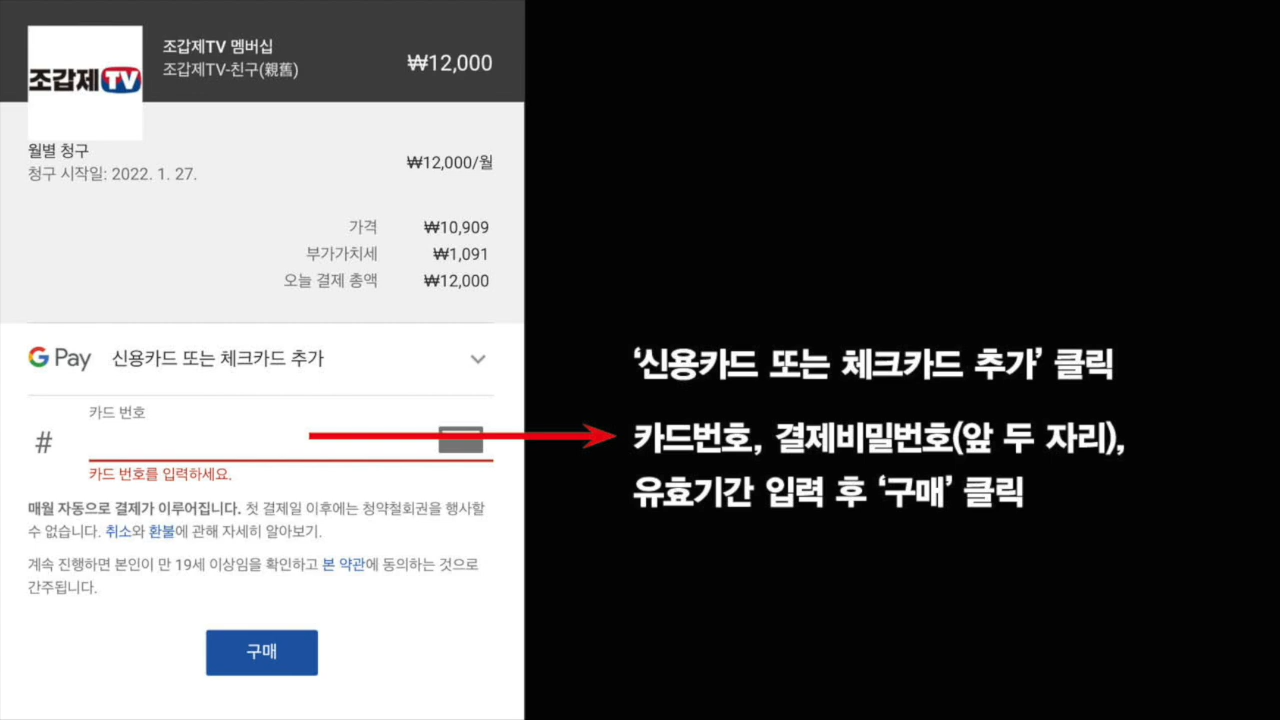 조갑제TV
조갑제TV 멤버십
조갑제TV-친구(親舊)
₩12,000
월별 청구
청구 시작일: 2022. 1. 27.
₩12,000/월
가격 ₩10,909
부가가치세 ₩1,091
오늘 결제 총액 ₩12,000
G Pay 신용카드 또는 체크카드 추가
카드 번호
#
카드 번호를 입력하세요.
매월 자동으로 결제가 이루어집니다. 첫 결제일 이후에는 청약철회권을 행사할
수 없습니다. 취소와 환불에 관해 자세히 알아보기.
계속 진행하면 본인이 만 19세 이상임을 확인하고 본 약관에 동의하는 것으로
간주됩니다.
구매
‘신용카드 또는 체크카드 추가’ 클릭
카드번호, 결제비밀번호(앞 두 자리),
유효기간 입력 후 ‘구매’ 클릭